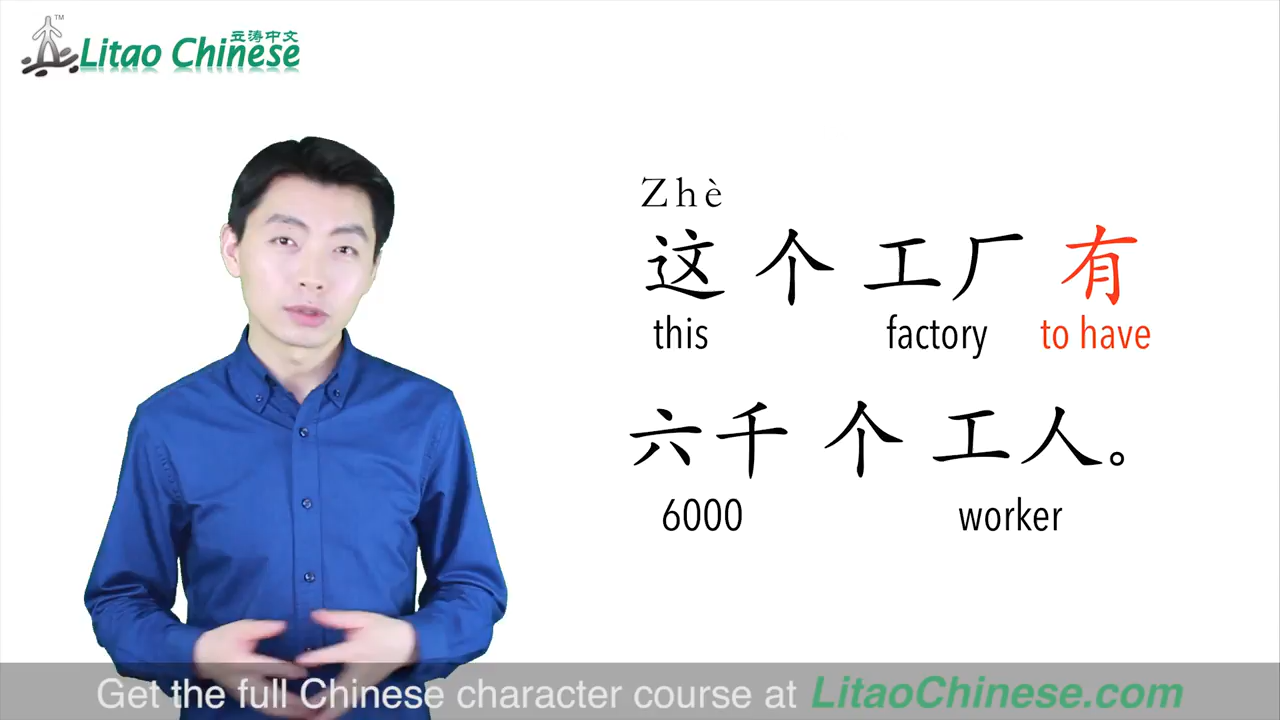 TM
立涛中文
Litao Chinese
Zhè
这 个 工厂 有
this factory to have
六千 个 工人。
6000 worker
Get the full Chinese character course at LitaoChinese.com